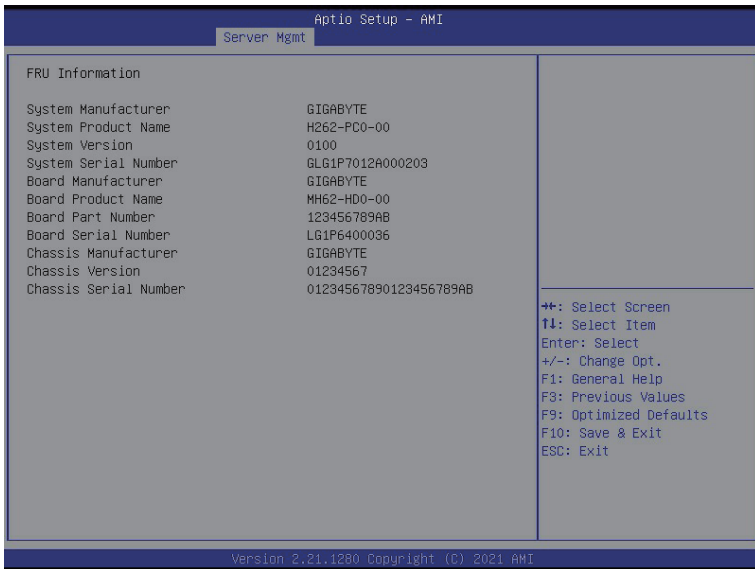 Aptio Setup – AMI
Server Mgmt
FRU Information
System Manufacturer GIGABYTE
System Product Name H262-PC0-00
System Version 0100
System Serial Number GLG1P7012A000203
Board Manufacturer GIGABYTE
Board Product Name MH62-HD0-00
Board Part Number 123456789AB
Board Serial Number LG1P6400036
Chassis Manufacturer GIGABYTE
Chassis Version 01234567
Chassis Serial Number 01234567890123456789AB
→←: Select Screen
↑↓: Select Item
Enter: Select
+/-: Change Opt.
F1: General Help
F3: Previous Values
F9: Optimized Defaults
F10: Save & Exit
ESC: Exit
Version 2.21.1280 Copyright (C) 2021 AMI